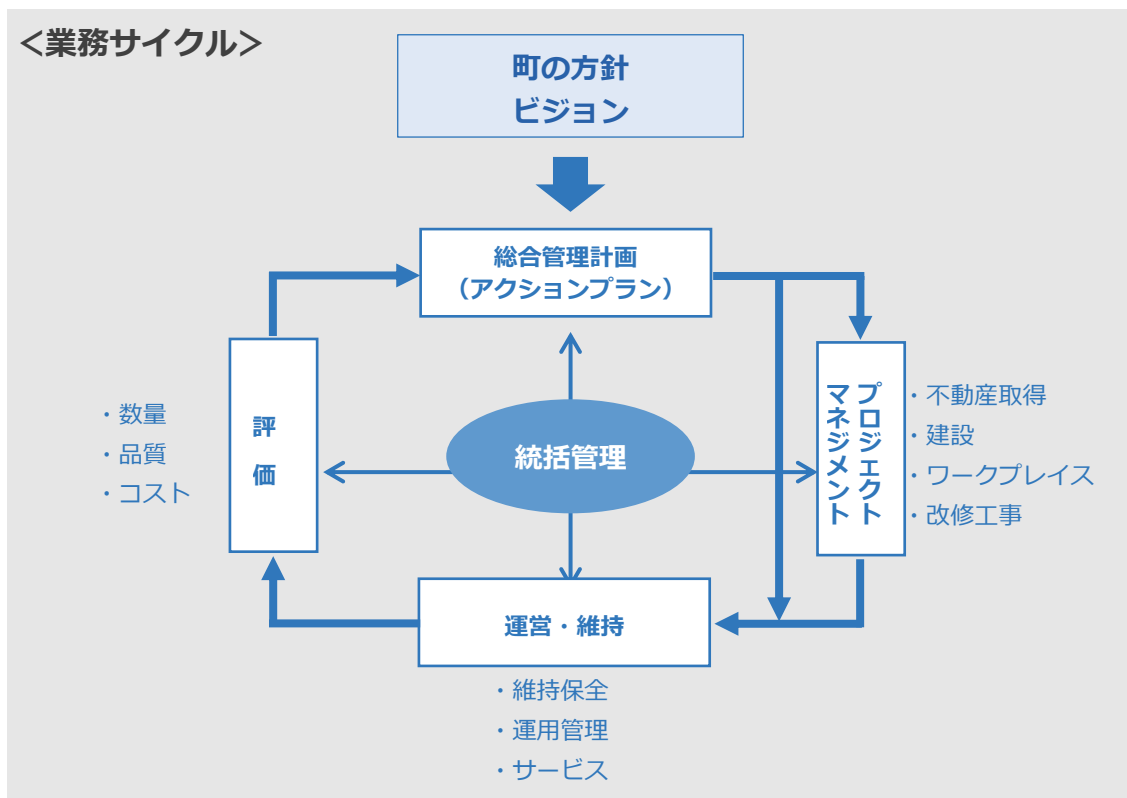 ＜業務サイクル＞
町の方針
ビジョン
総合管理計画
（アクションプラン）
評価
・数量
・品質
・コスト
統括管理
プロジェクト
マネジメント
・不動産取得
・建設
・ワークプレイス
・改修工事
運営・維持
・維持保全
・運用管理
・サービス